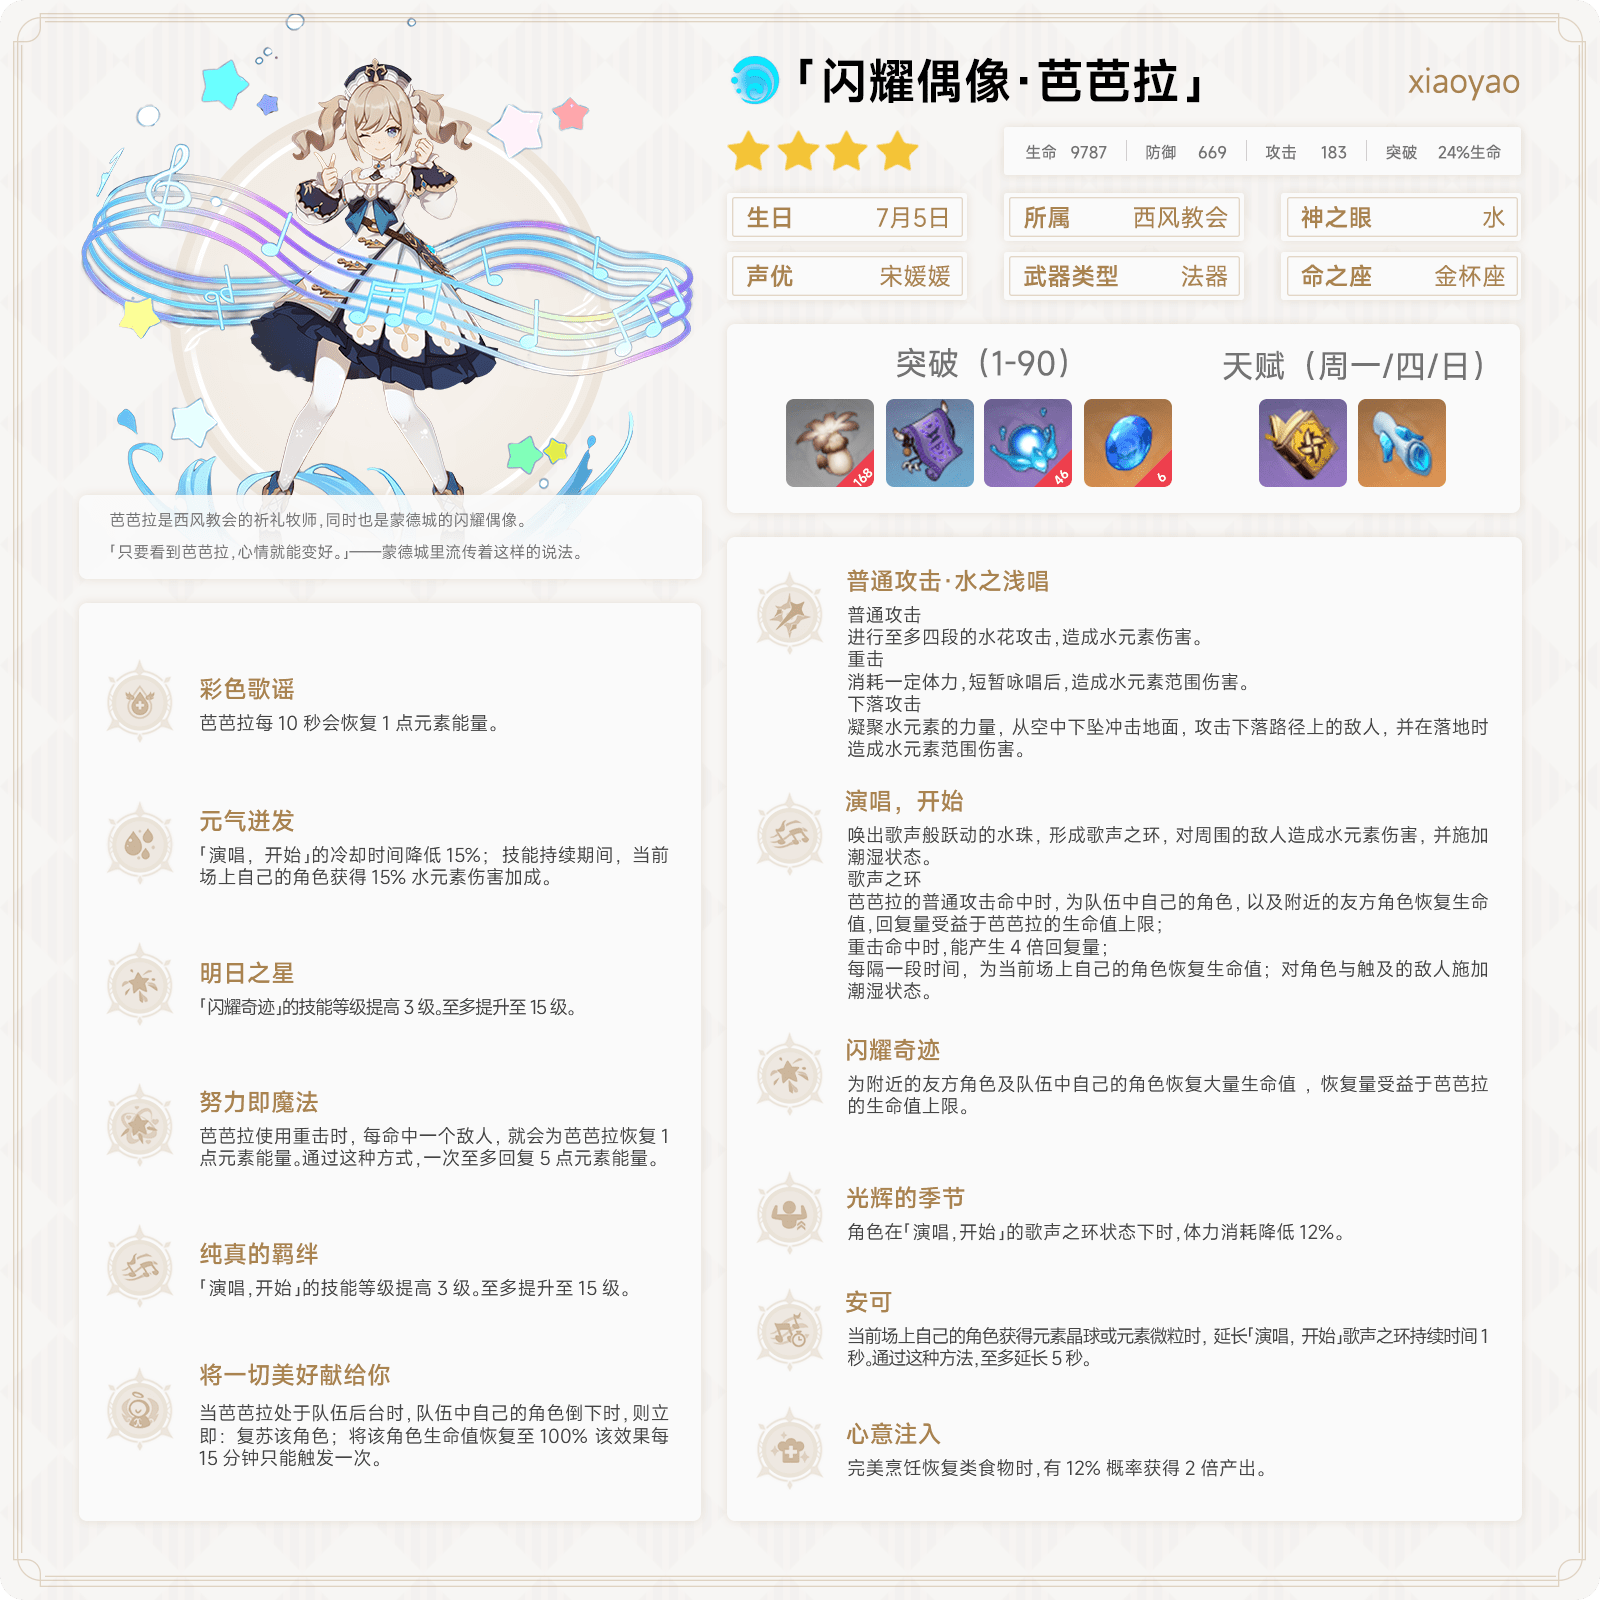 「闪耀偶像·芭芭拉」
xiaoyao
生命 9787 防御 669 攻击 183 突破 24%生命
生日 7月5日 所属 西风教会 神之眼 水
声优 宋媛媛 武器类型 法器 命之座 金杯座
突破（1-90） 天赋（周一/四/日）
168 46 6
芭芭拉是西风教会的祈礼牧师,同时也是蒙德城的闪耀偶像。
「只要看到芭芭拉,心情就能变好。」——蒙德城里流传着这样的说法。
彩色歌谣
芭芭拉每 10 秒会恢复 1 点元素能量。
元气迸发
「演唱，开始」的冷却时间降低 15%；技能持续期间，当前
场上自己的角色获得 15% 水元素伤害加成。
明日之星
「闪耀奇迹」的技能等级提高 3 级。至多提升至 15 级。
努力即魔法
芭芭拉使用重击时，每命中一个敌人，就会为芭芭拉恢复 1
点元素能量。通过这种方式,一次至多回复 5 点元素能量。
纯真的羁绊
「演唱,开始」的技能等级提高 3 级。至多提升至 15 级。
将一切美好献给你
当芭芭拉处于队伍后台时,队伍中自己的角色倒下时,则立
即：复苏该角色；将该角色生命值恢复至 100% 该效果每
15 分钟只能触发一次。
普通攻击·水之浅唱
普通攻击
进行至多四段的水花攻击,造成水元素伤害。
重击
消耗一定体力,短暂咏唱后,造成水元素范围伤害。
下落攻击
凝聚水元素的力量，从空中下坠冲击地面，攻击下落路径上的敌人，并在落地时
造成水元素范围伤害。
演唱，开始
唤出歌声般跃动的水珠，形成歌声之环，对周围的敌人造成水元素伤害，并施加
潮湿状态。
歌声之环
芭芭拉的普通攻击命中时，为队伍中自己的角色，以及附近的友方角色恢复生命
值,回复量受益于芭芭拉的生命值上限；
重击命中时,能产生 4 倍回复量；
每隔一段时间，为当前场上自己的角色恢复生命值；对角色与触及的敌人施加
潮湿状态。
闪耀奇迹
为附近的友方角色及队伍中自己的角色恢复大量生命值 ，恢复量受益于芭芭拉
的生命值上限。
光辉的季节
角色在「演唱,开始」的歌声之环状态下时,体力消耗降低 12%。
安可
当前场上自己的角色获得元素晶球或元素微粒时，延长「演唱，开始」歌声之环持续时间 1
秒。通过这种方法,至多延长 5 秒。
心意注入
完美烹饪恢复类食物时,有 12% 概率获得 2 倍产出。